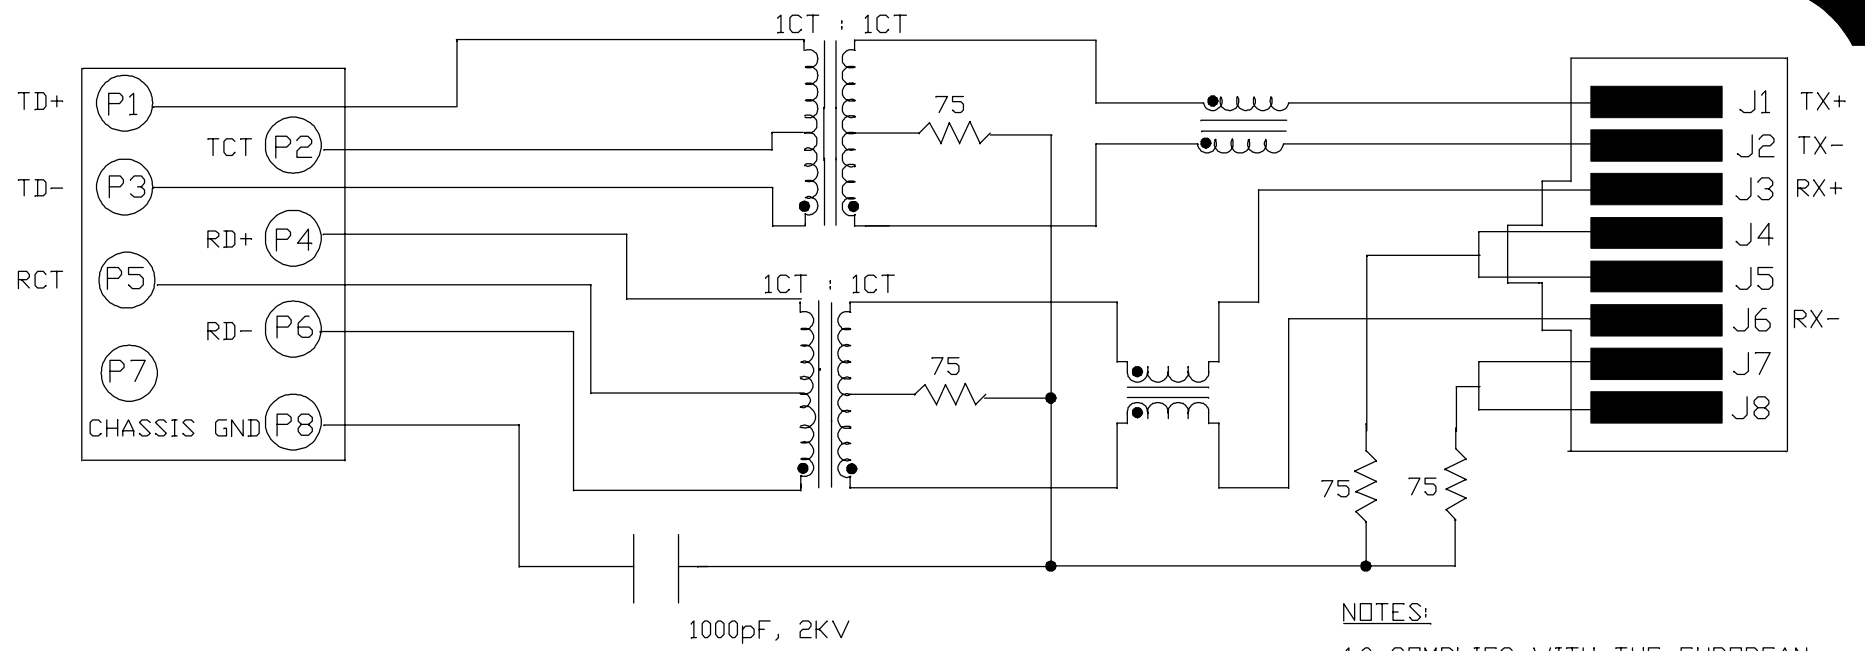 1CT : 1CT
TD+ P1
TCT P2
TD- P3
RD+ P4
RCT P5
RD- P6
P7
CHASSIS GND P8
75
1CT : 1CT
75
J1 TX+
J2 TX-
J3 RX+
J4
J5
J6 RX-
J7
J8
75 75
1000pF, 2KV
NOTES: